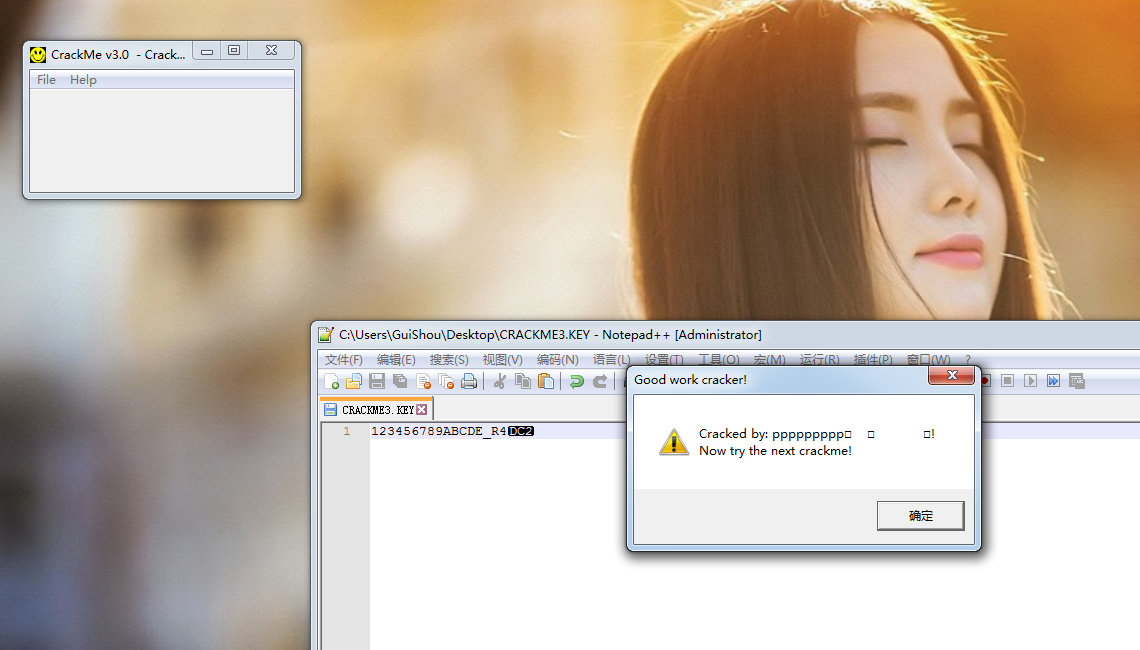 CrackMe v3.0 - Crack...
File Help
C:\Users\GuiShou\Desktop\CRACKME3.KEY - Notepad++ [Administrator]
文件(F) 编辑(E) 搜索(S) 视图(V) 编码(N) 语言(L) 设置(T) 工具(O) 宏(M) 运行(R) 插件(P) 窗口(W) ?
CRACKME3.KEY
1 123456789ABCDE_R4DC2
Good work cracker!
Cracked by: ppppppppp□ □ □!
Now try the next crackme!
确定